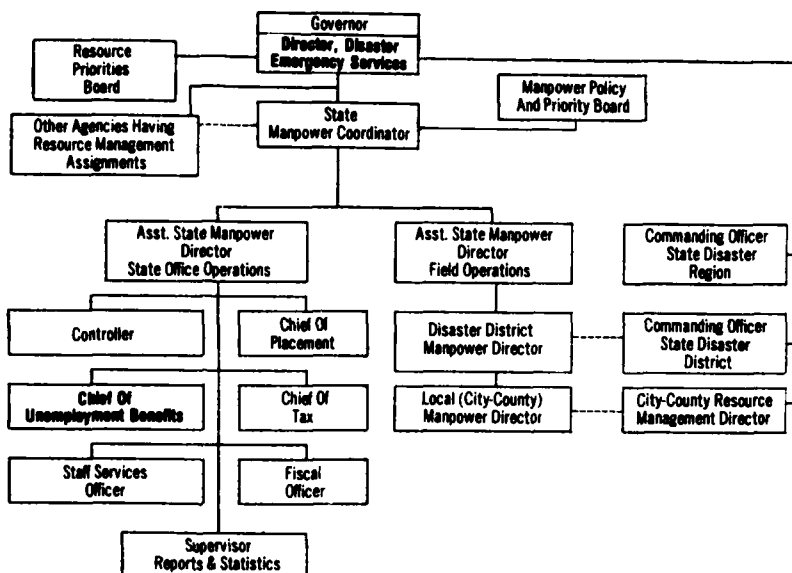 Governor
Director, Disaster
Emergency Services
Resource
Priorities
Board
Manpower Policy
And Priority Board
Other Agencies Having
Resource Management
Assignments
State
Manpower Coordinator
Asst. State Manpower
Director
State Office Operations
Asst. State Manpower
Director
Field Operations
Commanding Officer
State Disaster
Region
Controller
Chief Of
Placement
Disaster District
Manpower Director
Commanding Officer
State Disaster
District
Chief Of
Unemployment Benefits
Chief Of
Tax
Local (City-County)
Manpower Director
City-County Resource
Management Director
Staff Services
Officer
Fiscal
Officer
Supervisor
Reports & Statistics